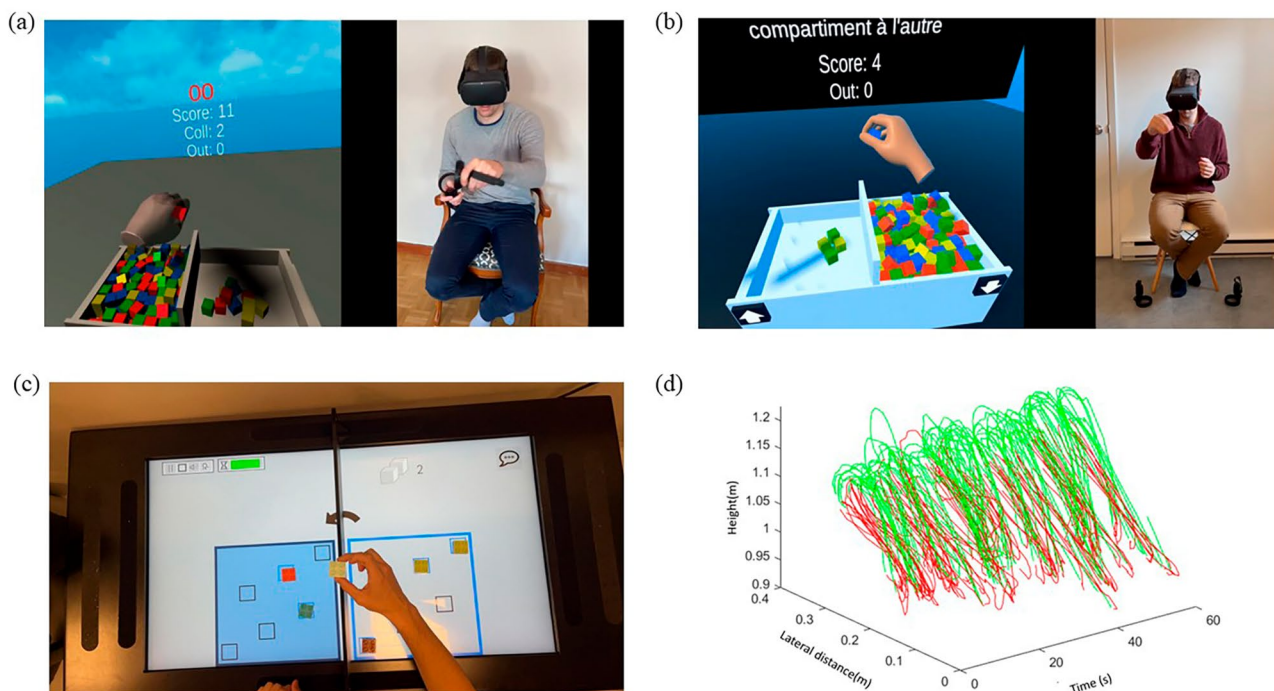 (a)
00
Score: 11
Coll: 2
Out: 0
(b)
compartiment à l'autre
Score: 4
Out: 0
(c)
2
(d)
1.2
1.15
1.1
1.05
1
0.95
0.9
Height(m)
0.4
0.3
0.2
0.1
0
Lateral distance(m)
0
20
40
60
Time (s)